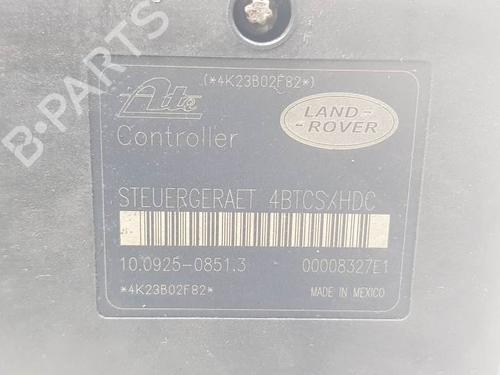 (*4K23B02F82*)
Ate
LAND-
-ROVER
Controller
STEUERGERAET 4BTCS/HDC
10.0925-0851.3 00008327E1
*4K23B02F82* MADE IN MEXICO
B-PARTS